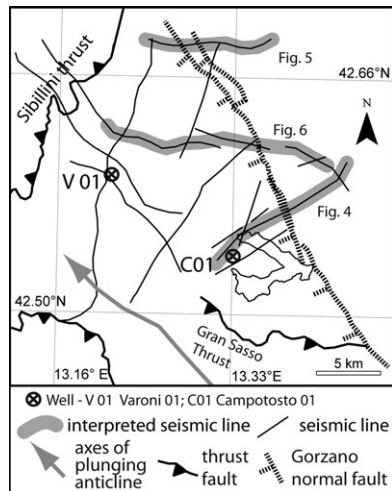 Fig. 5
42.66°N
Sibillini thrust
N
Fig. 6
V 01
Fig. 4
C01
42.50°N
Gran Sasso
Thrust
5 km
13.16° E
13.33°
Well - V 01 Varoni 01; C01 Campotosto 01
interpreted seismic line
seismic line
axes of
plunging
anticline
thrust
fault
Gorzano
normal fault